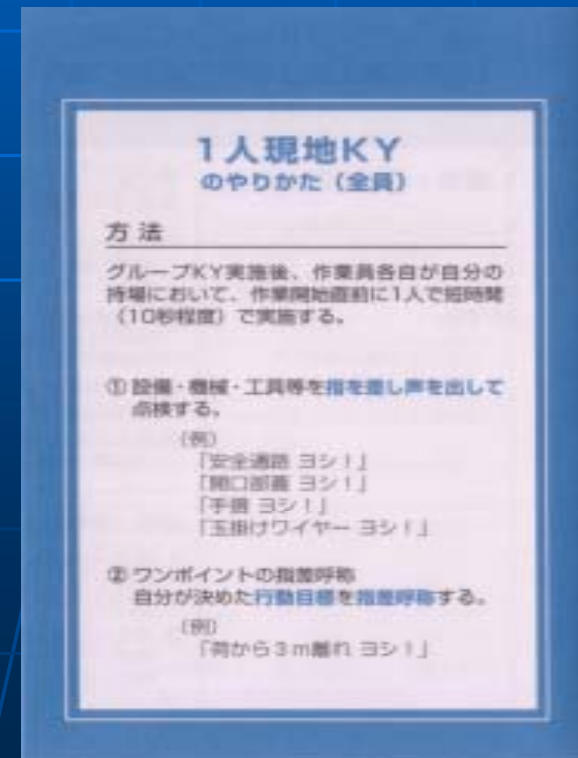 1人現地KY
のやりかた（全員）
方 法
グループKY実施後、作業員各自が自分の
持場において、作業開始直前に1人で短時間
（10秒程度）で実施する。
① 設備・機械・工具等を指を差し声を出して
点検する。
（例）
「安全通路 ヨシ！」
「開口部蓋 ヨシ！」
「手摺 ヨシ！」
「玉掛けワイヤー ヨシ！」
② ワンポイントの指差呼称
自分が決めた行動目標を指差呼称する。
（例）
「荷から3m離れ ヨシ！」